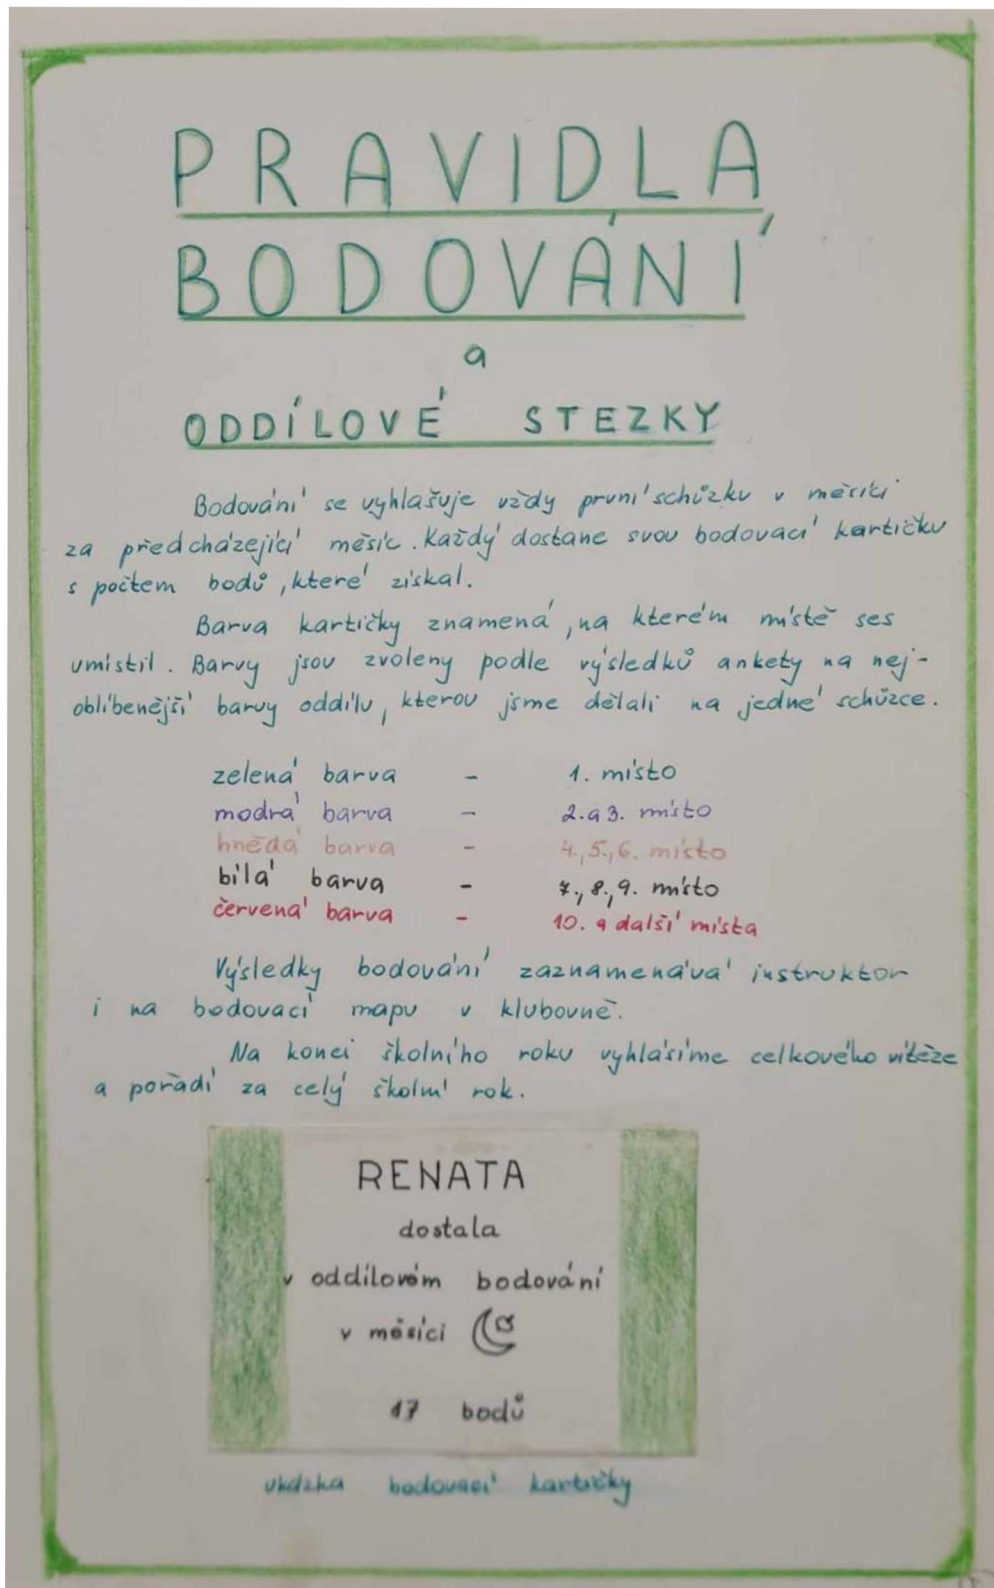 PRAVIDLA
BODOVÁNÍ
a
ODDÍLOVÉ STEZKY
Bodování se vyhlašuje vždy první schůzku v měsíci
za předcházející měsíc. Každý dostane svou bodovací kartičku
s počtem bodů, které získal.
Barva kartičky znamená, na kterém místě ses
umístil. Barvy jsou zvoleny podle výsledků ankety na nej-
oblíbenější barvy oddílu, kterou jsme dělali na jedné schůzce.
zelená barva - 1. místo
modrá barva - 2. a 3. místo
hnědá barva - 4., 5., 6. místo
bílá barva - 7., 8., 9. místo
červená barva - 10. a další místa
Výsledky bodování zaznamenává instruktor
i na bodovací mapu v klubovně.
Na konci školního roku vyhlásíme celkového vítěze
a pořadí za celý školní rok.
RENATA
dostala
v oddílovém bodování
v měsíci
17 bodů
ukázka bodovací kartičky